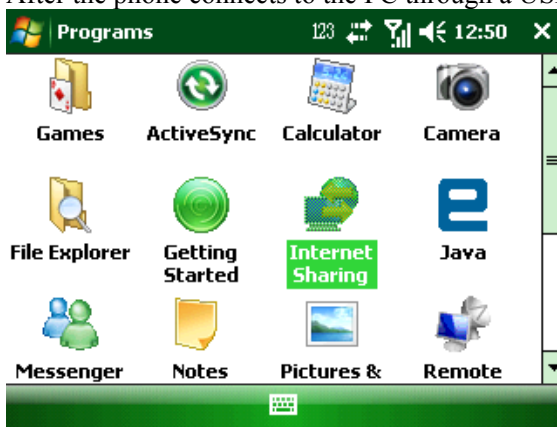 After the phone connects to the PC through a US
Programs 123 12:50
Games ActiveSync Calculator Camera
File Explorer Getting Started Internet Sharing Java
Messenger Notes Pictures & Remote